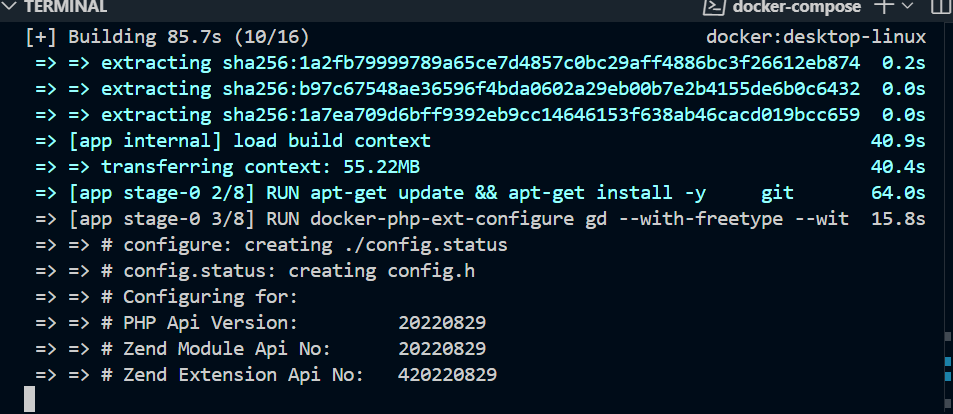 TERMINAL
docker-compose
[+] Building 85.7s (10/16) docker:desktop-linux
=> => extracting sha256:1a2fb79999789a65ce7d4857c0bc29aff4886bc3f26612eb874 0.2s
=> => extracting sha256:b97c67548ae36596f4bda0602a29eb00b7e2b4155de6b0c6432 0.0s
=> => extracting sha256:1a7ea709d6bff9392eb9cc14646153f638ab46cacd019bcc659 0.0s
=> [app internal] load build context 40.9s
=> => transferring context: 55.22MB 40.4s
=> [app stage-0 2/8] RUN apt-get update && apt-get install -y     git 64.0s
=> [app stage-0 3/8] RUN docker-php-ext-configure gd --with-freetype --wit 15.8s
=> => # configure: creating ./config.status
=> => # config.status: creating config.h
=> => # Configuring for:
=> => # PHP Api Version:         20220829
=> => # Zend Module Api No:      20220829
=> => # Zend Extension Api No:   420220829